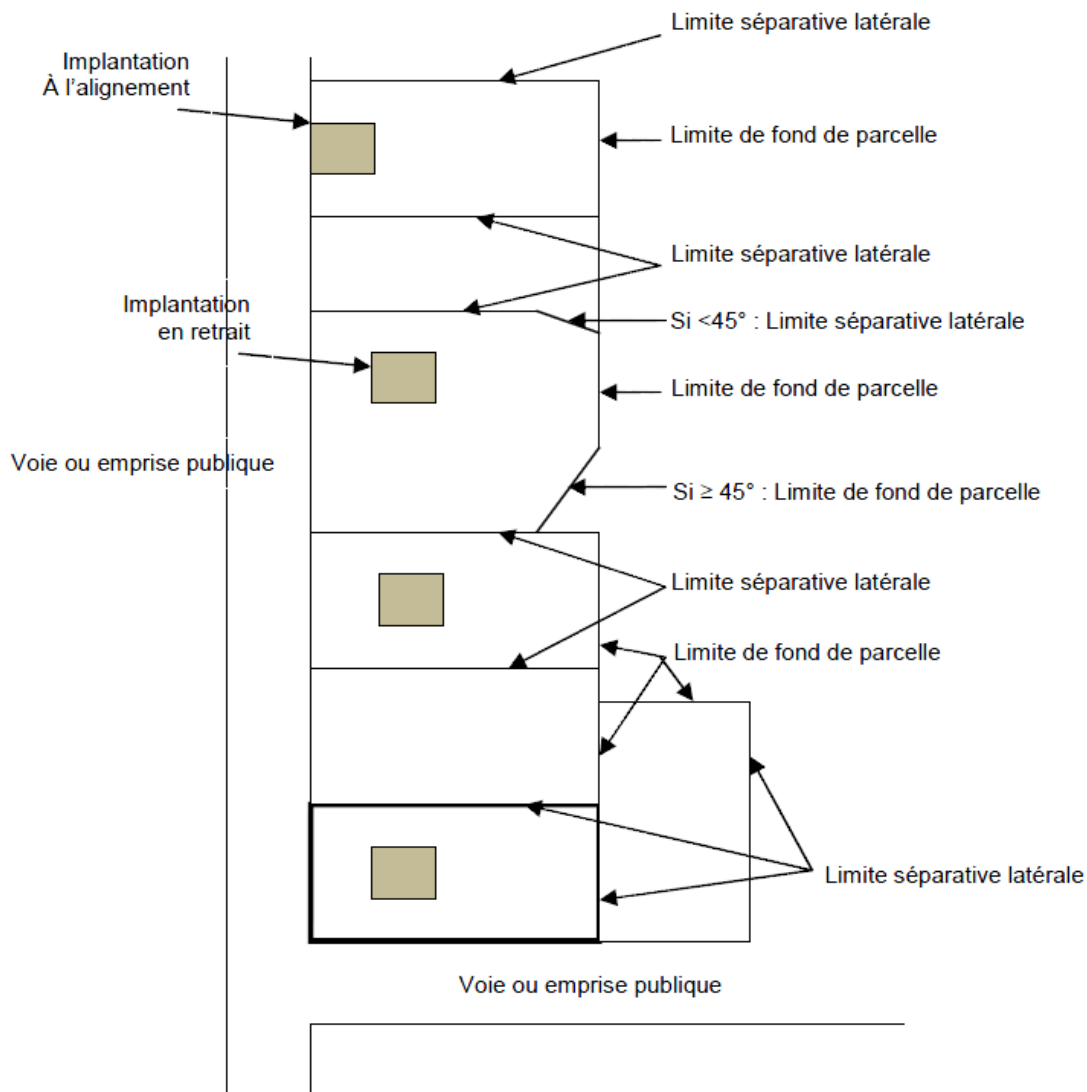 Limite séparative latérale
Implantation
À l'alignement
Limite de fond de parcelle
Limite séparative latérale
Implantation
en retrait
Si <45° : Limite séparative latérale
Limite de fond de parcelle
Voie ou emprise publique
Si ≥ 45° : Limite de fond de parcelle
Limite séparative latérale
Limite de fond de parcelle
Limite séparative latérale
Voie ou emprise publique